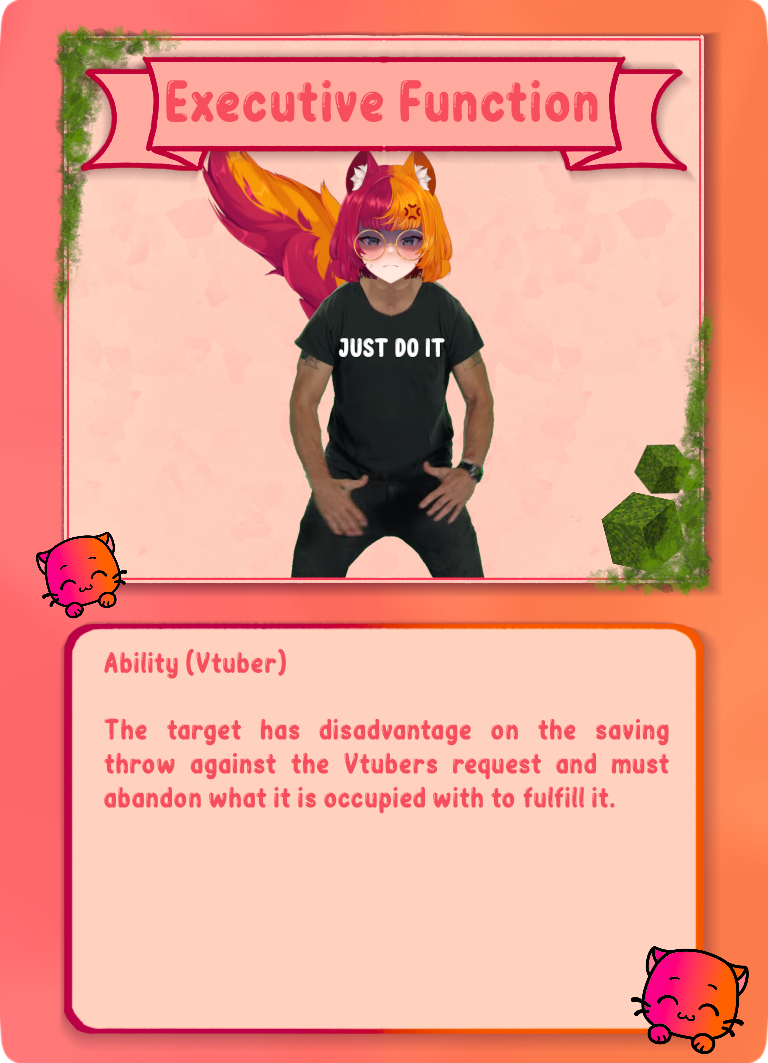 Executive Function
JUST DO IT
Ability (Vtuber)
The target has disadvantage on the saving
throw against the Vtubers request and must
abandon what it is occupied with to fulfill it.